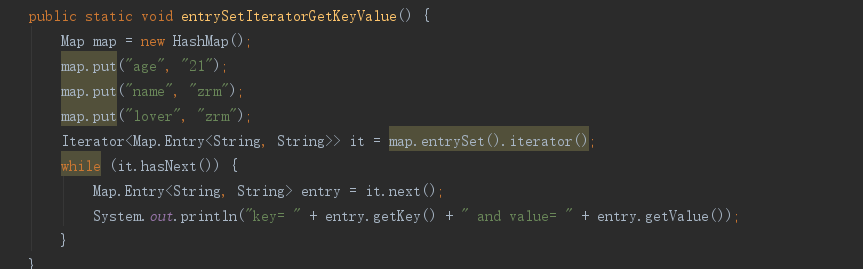 public static void entrySetIteratorGetKeyValue() {
    Map map = new HashMap();
    map.put("age", "21");
    map.put("name", "zrm");
    map.put("lover", "zrm");
    Iterator<Map.Entry<String, String>> it = map.entrySet().iterator();
    while (it.hasNext()) {
        Map.Entry<String, String> entry = it.next();
        System.out.println("key= " + entry.getKey() + " and value= " + entry.getValue());
    }
}